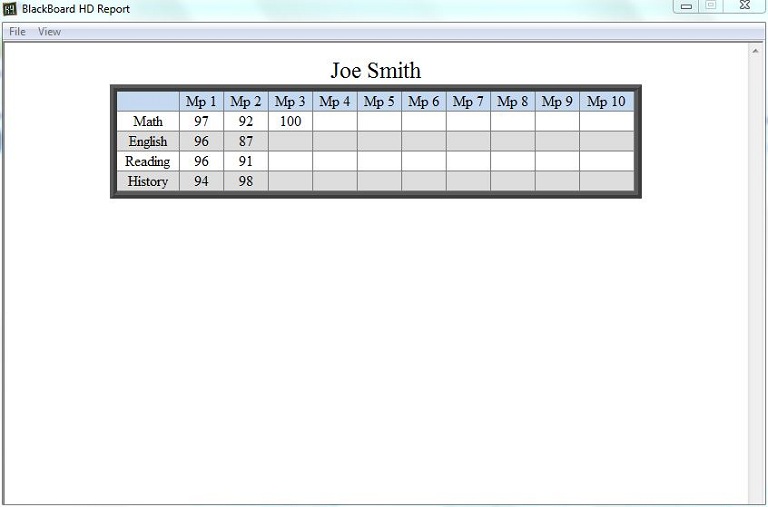 BlackBoard HD Report
File View
Joe Smith
Mp 1 Mp 2 Mp 3 Mp 4 Mp 5 Mp 6 Mp 7 Mp 8 Mp 9 Mp 10
Math 97 92 100
English 96 87
Reading 96 91
History 94 98